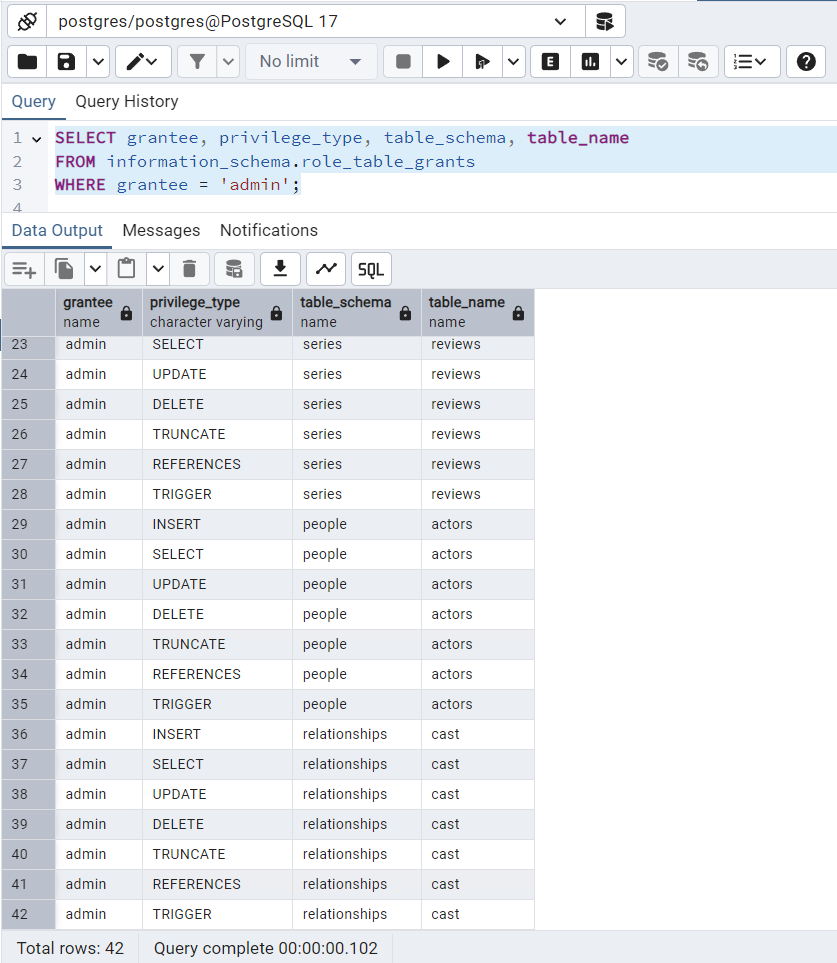 postgres/postgres@PostgreSQL 17
No limit
E
Query Query History
1 SELECT grantee, privilege_type, table_schema, table_name
2 FROM information_schema.role_table_grants
3 WHERE grantee = 'admin';
4
Data Output Messages Notifications
SQL
grantee privilege_type table_schema table_name
name character varying name name
23 admin SELECT series reviews
24 admin UPDATE series reviews
25 admin DELETE series reviews
26 admin TRUNCATE series reviews
27 admin REFERENCES series reviews
28 admin TRIGGER series reviews
29 admin INSERT people actors
30 admin SELECT people actors
31 admin UPDATE people actors
32 admin DELETE people actors
33 admin TRUNCATE people actors
34 admin REFERENCES people actors
35 admin TRIGGER people actors
36 admin INSERT relationships cast
37 admin SELECT relationships cast
38 admin UPDATE relationships cast
39 admin DELETE relationships cast
40 admin TRUNCATE relationships cast
41 admin REFERENCES relationships cast
42 admin TRIGGER relationships cast
Total rows: 42 Query complete 00:00:00.102